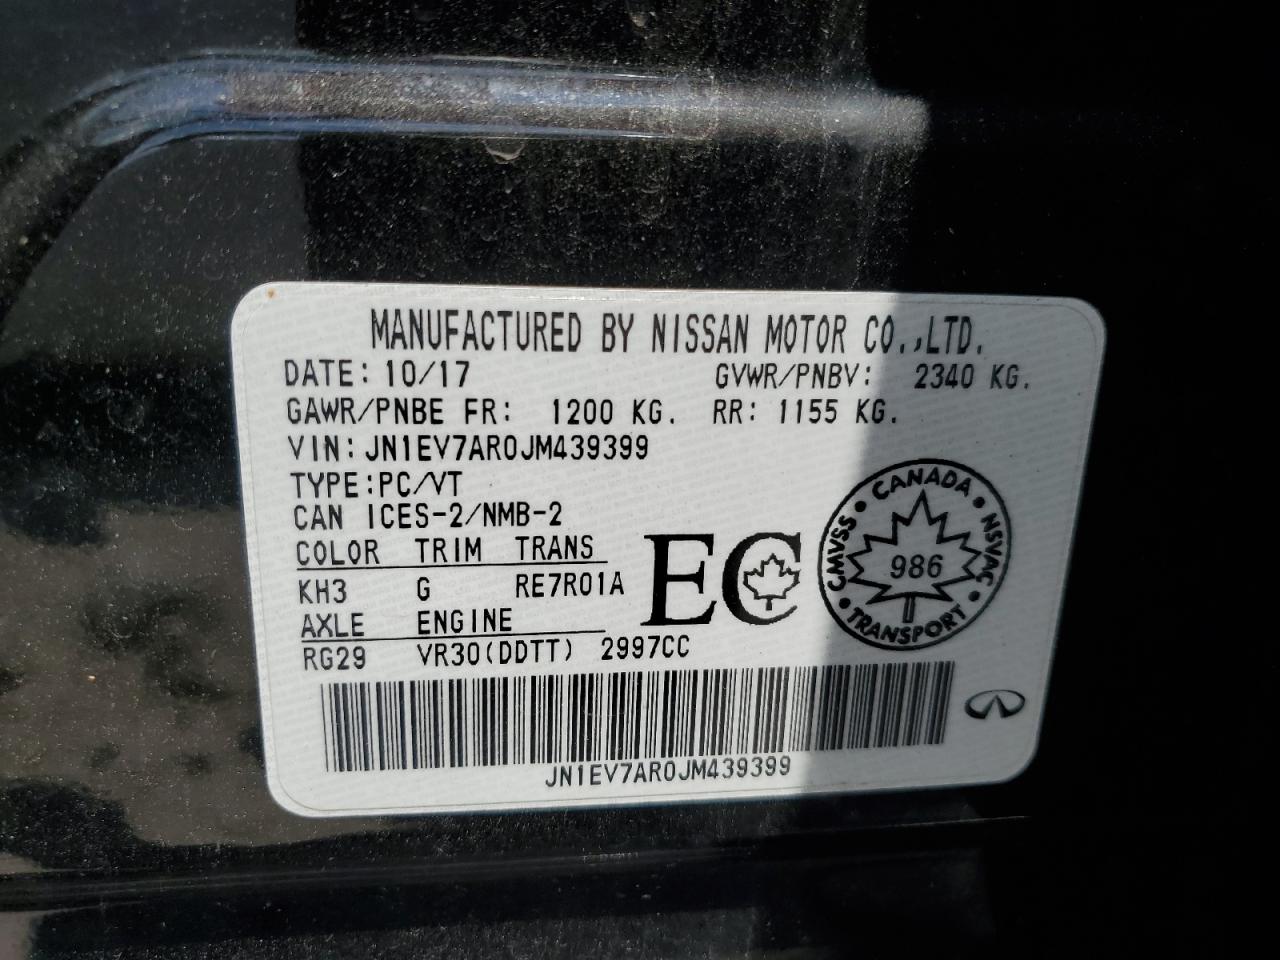 MANUFACTURED BY NISSAN MOTOR CO.,LTD.
DATE: 10/17 GVWR/PNBV: 2340 KG.
GAWR/PNBE FR: 1200 KG. RR: 1155 KG.
VIN:JN1EV7AR0JM439399
TYPE:PC/VT
CAN ICES-2/NMB-2
COLOR TRIM TRANS
KH3 G RE7R01A
AXLE ENGINE
RG29 VR30(DDTT) 2997CC
EC
CANADA
CMVSS
NSVAC
986
TRANSPORT
JN1EV7AR0JM439399